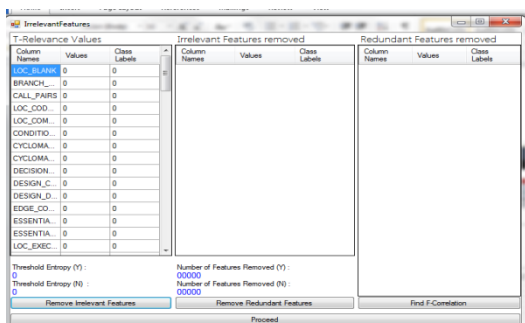 IrrelevantFeatures
T-Relevance Values
Column Names Values Class Labels
LOC_BLANK 0 0
BRANCH_... 0 0
CALL_PAIRS 0 0
LOC_COD... 0 0
LOC_COM... 0 0
CONDITIO... 0 0
CYCLOMA... 0 0
CYCLOMA... 0 0
DECISION... 0 0
DESIGN_C... 0 0
DESIGN_D... 0 0
EDGE_CO... 0 0
ESSENTIA... 0 0
ESSENTIA... 0 0
LOC_EXEC... 0 0
Threshold Entropy (Y) :
0
Threshold Entropy (N) :
0
Remove Irrelevant Features
Irrelevant Features removed
Column Names Values Class Labels
Number of Features Removed (Y) :
00000
Number of Features Removed (N) :
00000
Remove Redundant Features
Redundant Features removed
Column Names Values Class Labels
Find F-Correlation
Proceed